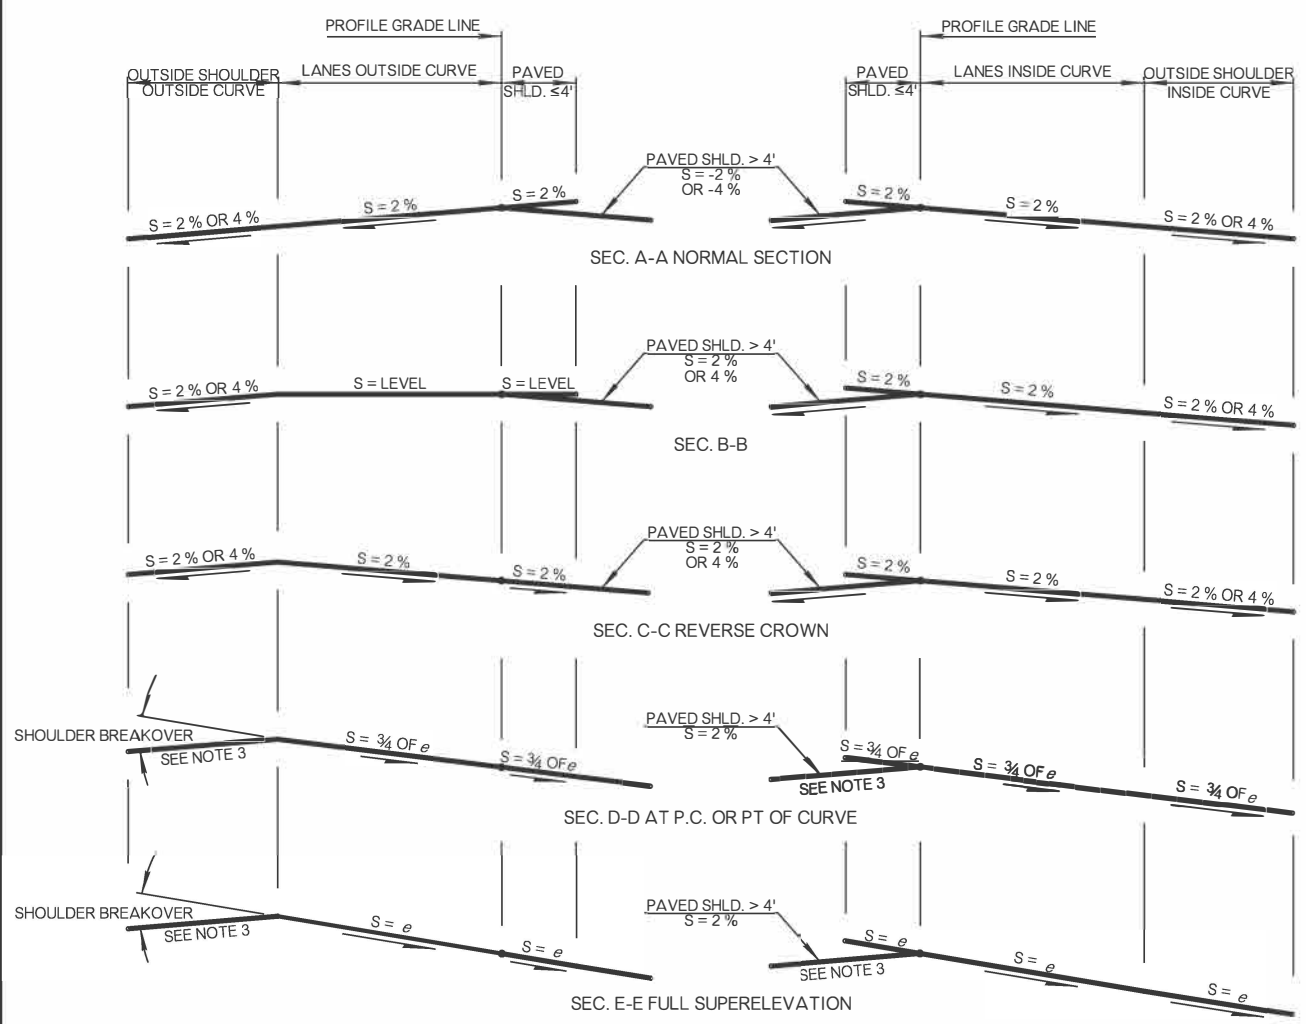 PROFILE GRADE LINE
PROFILE GRADE LINE
OUTSIDE SHOULDER
OUTSIDE CURVE
LANES OUTSIDE CURVE
PAVED
SHLD. ≤4'
PAVED
SHLD. ≤4'
LANES INSIDE CURVE
OUTSIDE SHOULDER
INSIDE CURVE
S = 2 % OR 4 %
S = 2 %
S = 2 %
PAVED SHLD. > 4'
S = -2 %
OR -4 %
S = 2 %
S = 2 %
S = 2 % OR 4 %
SEC. A-A NORMAL SECTION
S = 2 % OR 4 %
S = LEVEL
S = LEVEL
PAVED SHLD. > 4'
S = 2 %
OR 4 %
S = 2 %
S = 2 %
S = 2 % OR 4 %
SEC. B-B
S = 2 % OR 4 %
S = 2 %
S = 2 %
PAVED SHLD. > 4'
S = 2 %
OR 4 %
S = 2 %
S = 2 %
S = 2 % OR 4 %
SEC. C-C REVERSE CROWN
SHOULDER BREAKOVER
SEE NOTE 3
S = ¾ OF e
S = ¾ OF e
PAVED SHLD. > 4'
S = 2 %
SEE NOTE 3
S = ¾ OF e
S = ¾ OF e
S = ¾ OF e
SEC. D-D AT P.C. OR PT OF CURVE
SHOULDER BREAKOVER
SEE NOTE 3
S = e
S = e
PAVED SHLD. > 4'
S = 2 %
SEE NOTE 3
S = e
S = e
S = e
SEC. E-E FULL SUPERELEVATION